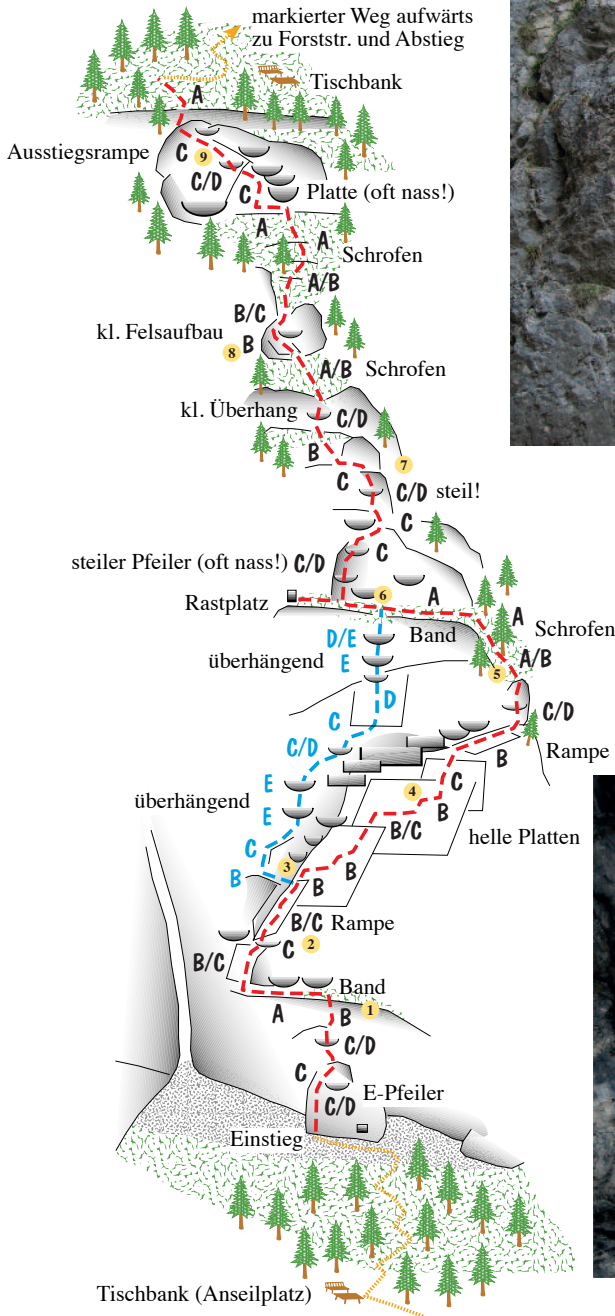 markierter Weg aufwärts
zu Forststr. und Abstieg
Tischbank
A
Ausstiegsrampe
C
9
C/D
C
Platte (oft nass!)
A
A
Schrofen
A/B
B/C
kl. Felsaufbau
8
B
A/B
Schrofen
kl. Überhang
C/D
B
7
C
C/D
steil!
C
C
steiler Pfeiler (oft nass!)
C/D
Rastplatz
6
A
Band
A
Schrofen
D/E
überhängend
E
5
A/B
D
C
C/D
C/D
Rampe
B
überhängend
E
C
4
E
B/C
B
helle Platten
C
3
B
B
B
B/C
Rampe
C
2
B/C
Band
A
B
1
C/D
C
C/D
E-Pfeiler
Einstieg
Tischbank (Anseilplatz)